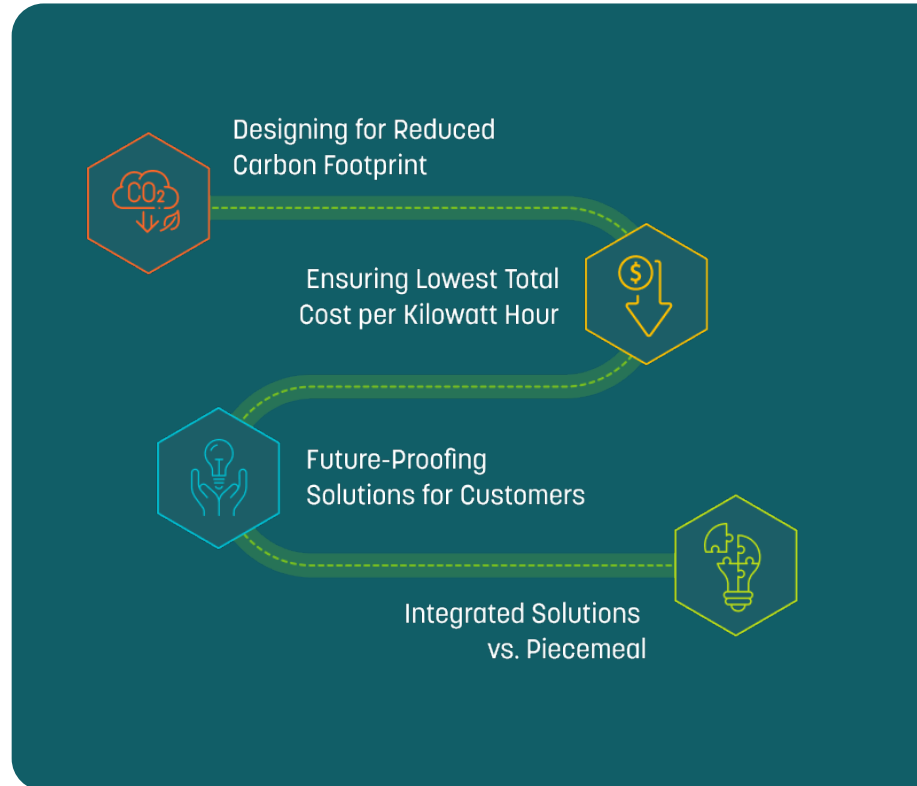 Designing for Reduced
Carbon Footprint
CO₂
Ensuring Lowest Total
Cost per Kilowatt Hour
$
Future-Proofing
Solutions for Customers
Integrated Solutions
vs. Piecemeal